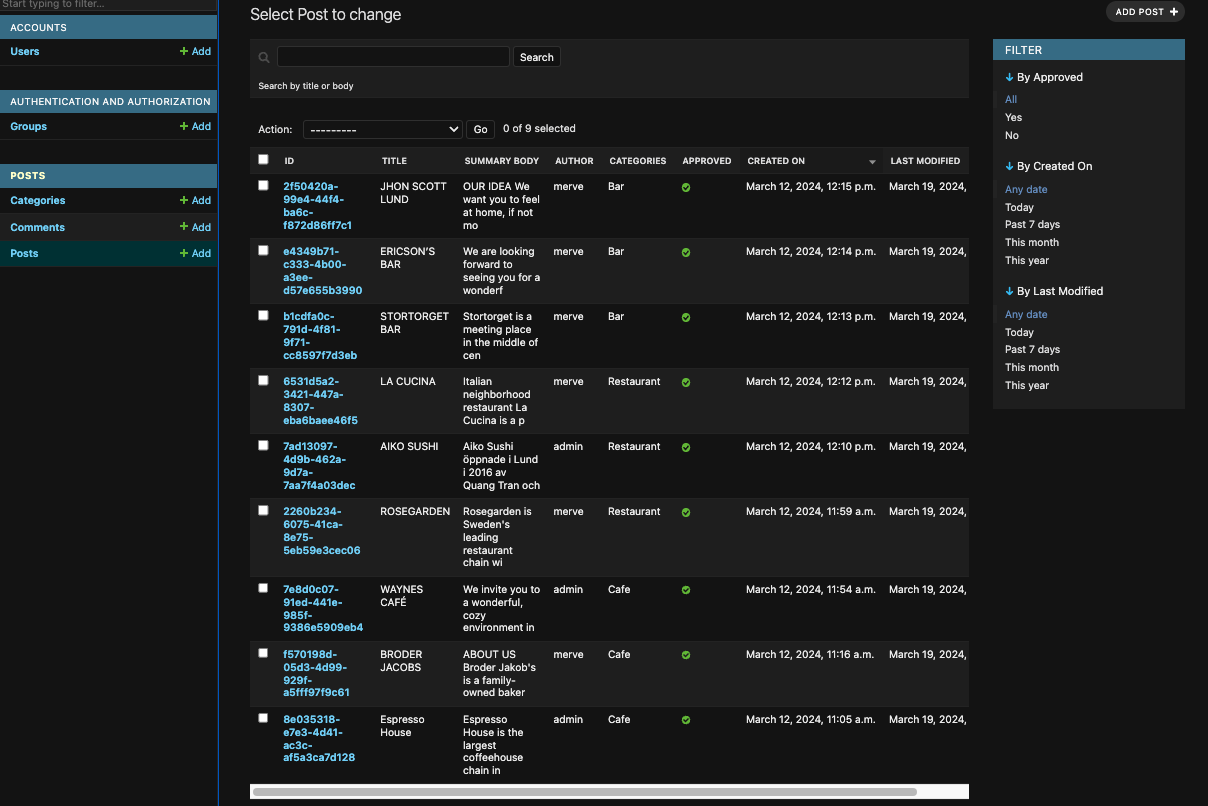 Start typing to filter...
ACCOUNTS
Users + Add
AUTHENTICATION AND AUTHORIZATION
Groups + Add
POSTS
Categories + Add
Comments + Add
Posts + Add
Select Post to change
ADD POST +
Search
Search by title or body
Action: --------- Go 0 of 9 selected
ID TITLE SUMMARY BODY AUTHOR CATEGORIES APPROVED CREATED ON LAST MODIFIED
2f50420a- JHON SCOTT OUR IDEA We merve Bar March 12, 2024, 12:15 p.m. March 19, 2024,
99e4-44f4- LUND want you to feel
ba6c- at home, if not
f872d86ff7c1 mo
e4349b71- ERICSON'S We are looking merve Bar March 12, 2024, 12:14 p.m. March 19, 2024,
c333-4b00- BAR forward to
a3ee- seeing you for a
d57e655b3990 wonderf
b1cdfa0c- STORTORGET Stortorget is a merve Bar March 12, 2024, 12:13 p.m. March 19, 2024,
791d-4f81- BAR meeting place
9f71- in the middle of
cc8597f7d3eb cen
6531d5a2- LA CUCINA Italian merve Restaurant March 12, 2024, 12:12 p.m. March 19, 2024,
3421-447a- neighborhood
8307- restaurant La
eba6baee46f5 Cucina is a p
7ad13097- AIKO SUSHI Aiko Sushi admin Restaurant March 12, 2024, 12:10 p.m. March 19, 2024,
4d9b-462a- öppnade i Lund
9d7a- i 2016 av
7aa7f4a03dec Quang Tran och
2260b234- ROSEGARDEN Rosegarden is merve Restaurant March 12, 2024, 11:59 a.m. March 19, 2024,
6075-41ca- Sweden's
8e75- leading
5eb59e3cec06 restaurant
chain wi
7e8d0c07- WAYNES We invite you to admin Cafe March 12, 2024, 11:54 a.m. March 19, 2024,
91ed-441e- CAFÉ a wonderful,
985f- cozy
9386e5909eb4 environment in
f570198d- BRODER ABOUT US merve Cafe March 12, 2024, 11:16 a.m. March 19, 2024,
05d3-4d99- JACOBS Broder Jakob's
929f- is a family-
a5fff97f9c61 owned baker
8e035318- Espresso Espresso admin Cafe March 12, 2024, 11:05 a.m. March 19, 2024,
e7e3-4d41- House House is the
ac3c- largest
af5a3ca7d128 coffeehouse
chain in
FILTER
↓ By Approved
All
Yes
No
↓ By Created On
Any date
Today
Past 7 days
This month
This year
↓ By Last Modified
Any date
Today
Past 7 days
This month
This year